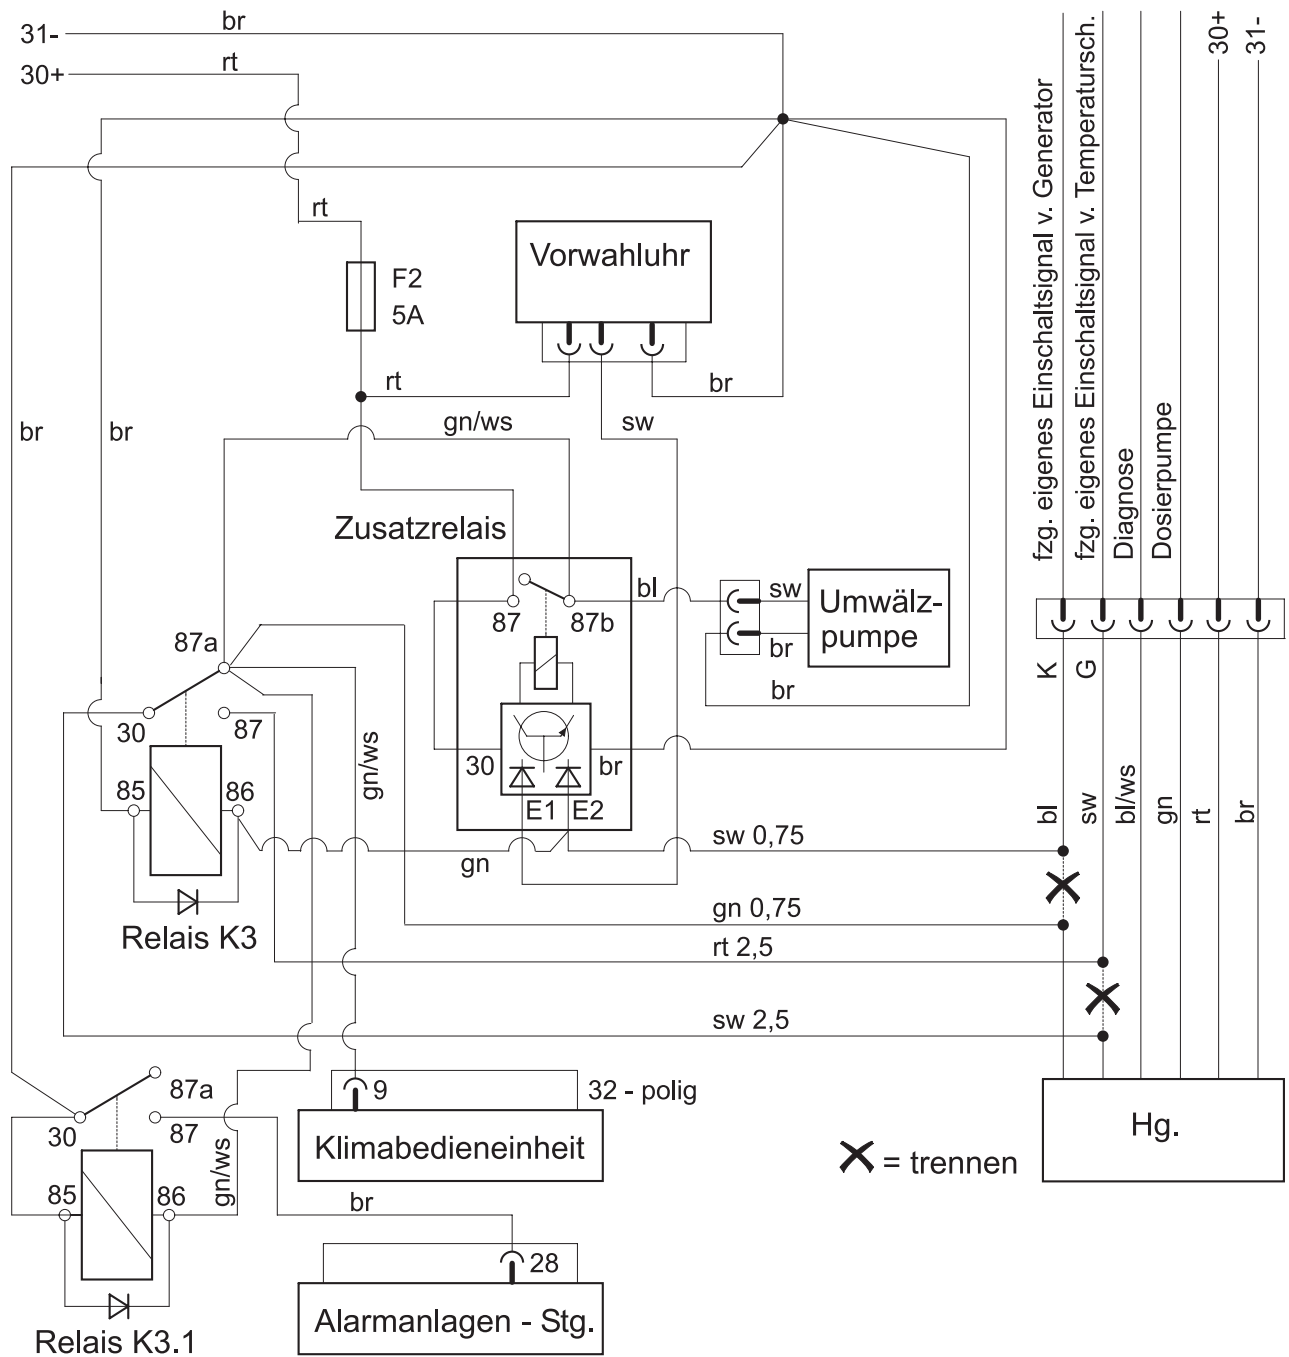 31-
br
30+
rt
rt
F2
5A
Vorwahluhr
rt
br
gn/ws
sw
br
br
Zusatzrelais
87
87b
bl
sw
Umwälz-
pumpe
br
br
87a
30
87
gn/ws
30
br
E1
E2
85
86
gn
Relais K3
sw 0,75
gn 0,75
rt 2,5
sw 2,5
fzg. eigenes Einschaltsignal v. Generator
fzg. eigenes Einschaltsignal v. Temperatursch.
Diagnose
Dosierpumpe
30+
31-
K
G
bl
sw
bl/ws
gn
rt
br
87a
30
87
gn/ws
85
86
Relais K3.1
9
32 - polig
Klimabedieneinheit
br
28
Alarmanlagen - Stg.
= trennen
Hg.